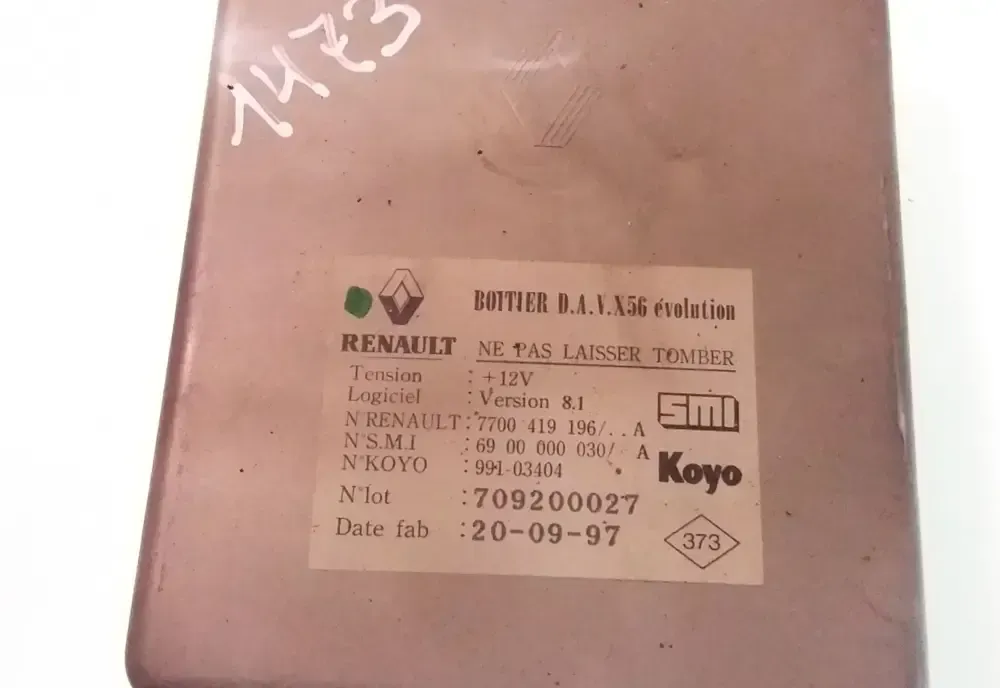 1473
BOITIER D.A.V.X56 évolution
RENAULT
NE PAS LAISSER TOMBER
Tension : +12V
Logiciel : Version 8.1
N°RENAULT : 7700 419 196/. . A
N°S.M.I : 69 00 000 030/ A
N°KOYO : 991-03404
SMI
Koyo
N°lot : 709200027
Date fab : 20-09-97
373